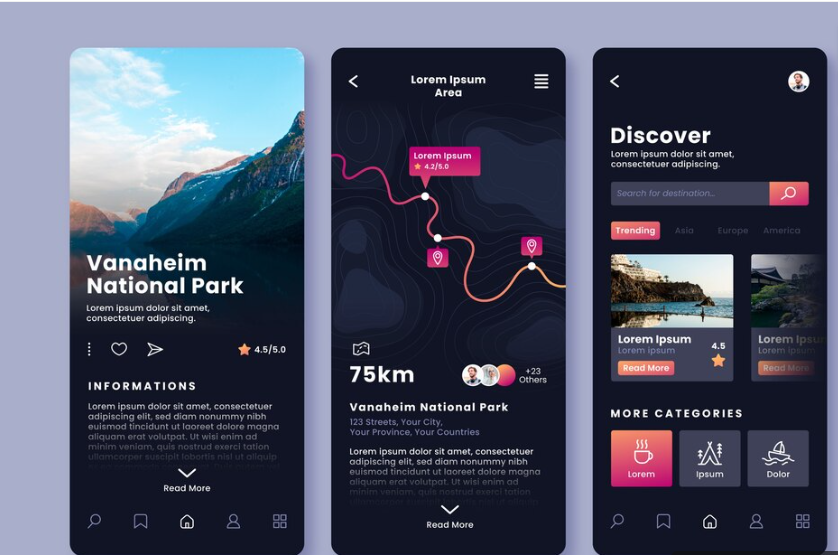 Vanaheim
National Park
Lorem ipsum dolor sit amet,
consectetuer adipiscing.
4.5/5.0
INFORMATIONS
Lorem ipsum dolor sit amet, consectetuer
adipiscing elit, sed diam nonummy nibh
euismod tincidunt ut laoreet dolore magna
aliquam erat volutpat. Ut wisi enim ad
minim veniam, quis nostrud exerci tation
ullamcorper suscipit lobortis nisl ut aliquip
Read More
Lorem Ipsum
Area
Lorem Ipsum
4.2/5.0
75km
+23
Others
Vanaheim National Park
123 Streets, Your City,
Your Province, Your Countries
Lorem ipsum dolor sit amet, consectetuer
adipiscing elit, sed diam nonummy nibh
euismod tincidunt ut laoreet dolore magna
aliquam erat volutpat. Ut wisi enim ad
minim veniam, quis nostrud exerci tation
Read More
Discover
Lorem ipsum dolor sit amet,
consectetuer adipiscing.
Search for destination..
Trending Asia Europe America
Lorem Ipsum
Lorem ipsum
4.5
Read More
Lorem Ipsum
Lorem ipsum
Read More
MORE CATEGORIES
Lorem Ipsum Dolor